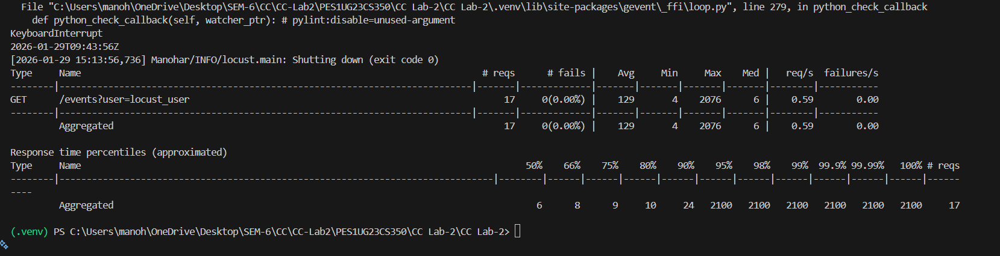 File "C:\Users\manoh\OneDrive\Desktop\SEM-6\CC\CC-Lab2\PES1UG23CS350\CC Lab-2\CC Lab-2\.venv\lib\site-packages\gevent\_ffi\loop.py", line 279, in python_check_callback
def python_check_callback(self, watcher_ptr): # pylint:disable=unused-argument
KeyboardInterrupt
2026-01-29T09:43:56Z
[2026-01-29 15:13:56,736] Manohar/INFO/locust.main: Shutting down (exit code 0)
Type     Name                                                                          # reqs      # fails |    Avg     Min     Max    Med |   req/s  failures/s
--------|----------------------------------------------------------------------|-------|-------------|-------|-------|-------|-------|--------|-----------
GET      /events?user=locust_user                                                          17     0(0.00%) |    129       4    2076      6 |    0.59        0.00
--------|----------------------------------------------------------------------|-------|-------------|-------|-------|-------|-------|--------|-----------
Aggregated                                                                        17     0(0.00%) |    129       4    2076      6 |    0.59        0.00
Response time percentiles (approximated)
Type     Name                                                                                  50%    66%    75%    80%    90%    95%    98%    99%  99.9% 99.99%   100% # reqs
--------|--------------------------------------------------------------------------|--------|------|------|------|------|------|------|------|------|------|------|------
----
Aggregated                                                                              6      8      9     10     24   2100   2100   2100   2100   2100   2100     17
(.venv) PS C:\Users\manoh\OneDrive\Desktop\SEM-6\CC\CC-Lab2\PES1UG23CS350\CC Lab-2\CC Lab-2>